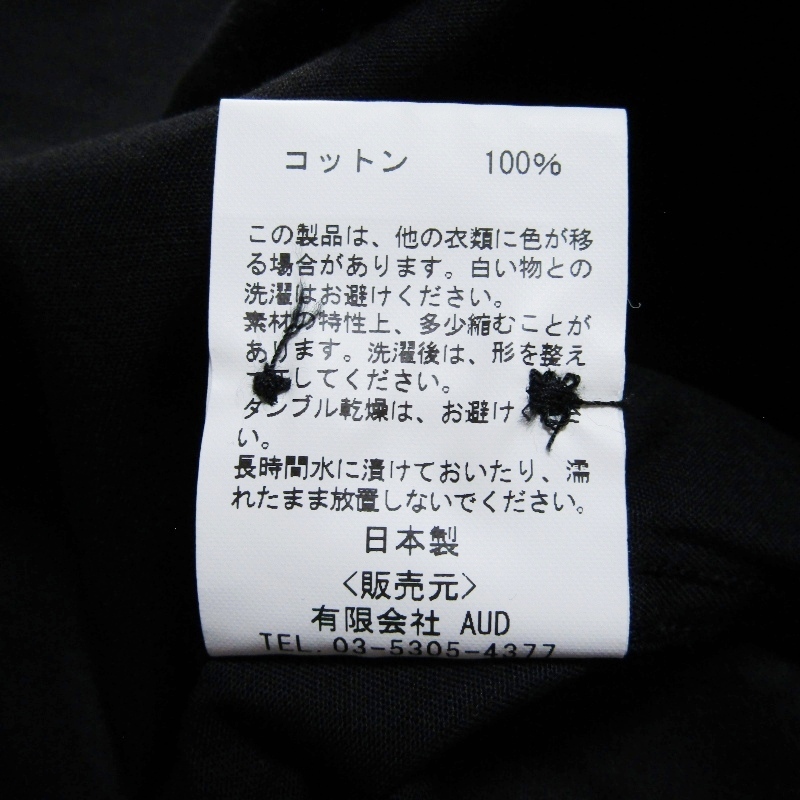 コットン 100%
この製品は、他の衣類に色が移
る場合があります。白い物との
洗濯はお避けください。
素材の特性上、多少縮むことが
あります。洗濯後は、形を整え
て干してください。
タンブル乾燥は、お避けくださ
い。
長時間水に漬けておいたり、濡
れたまま放置しないでください。
日本製
<販売元>
有限会社 AUD
TEL.03-5305-4377